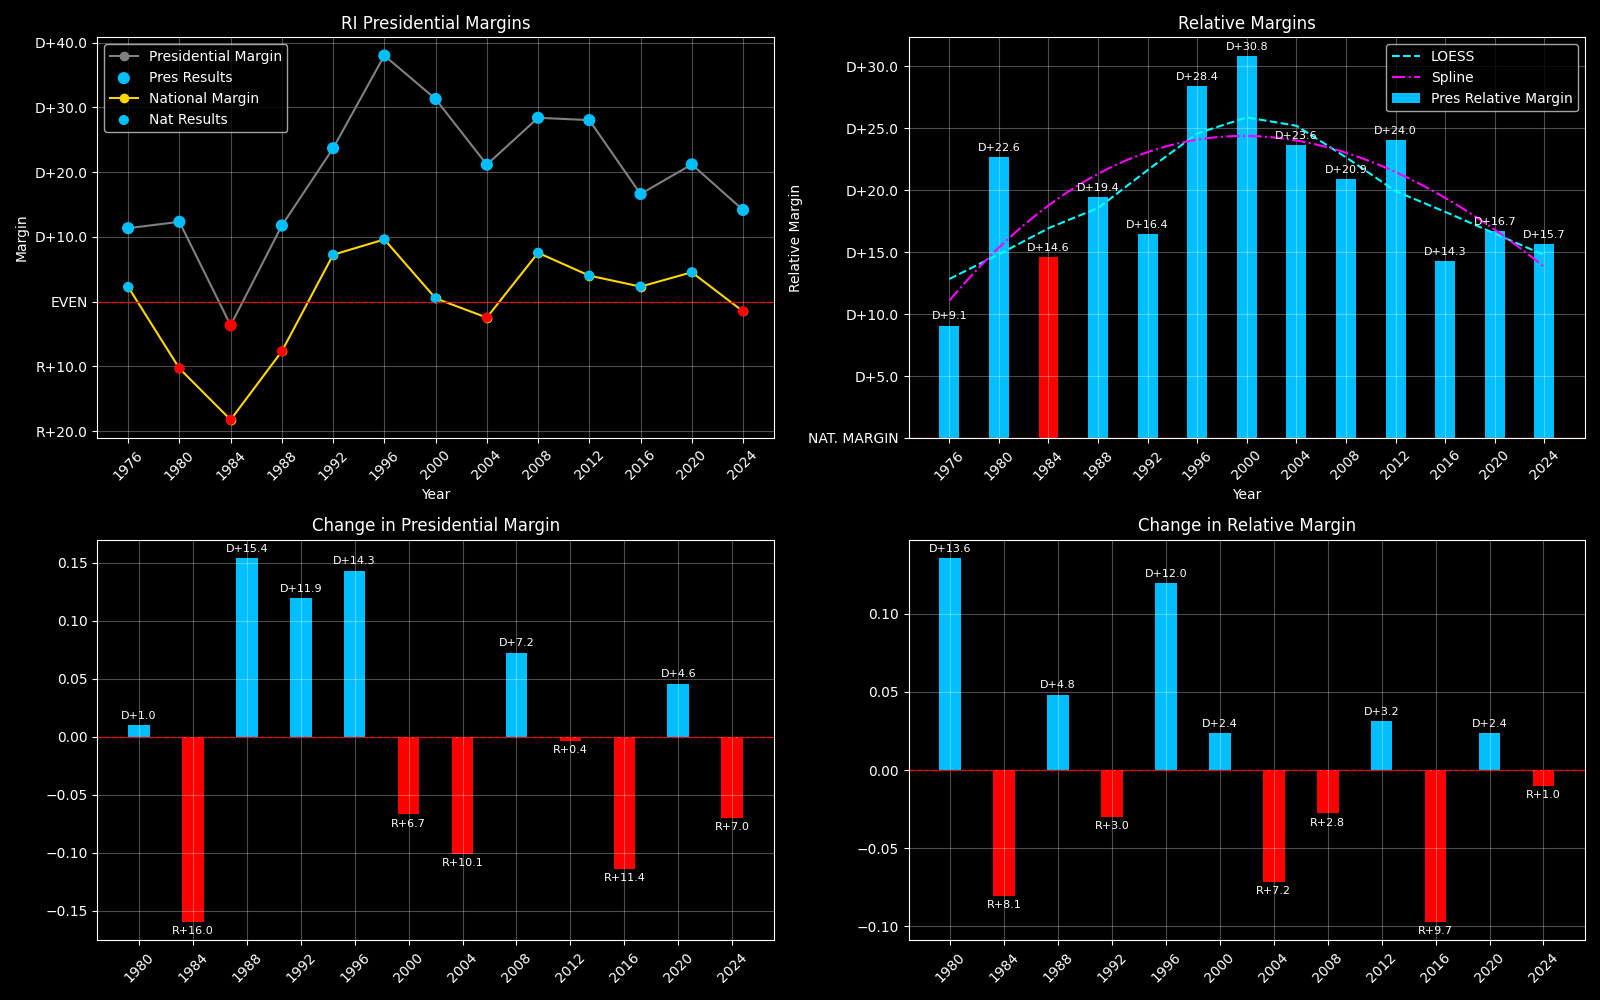 RI Presidential Margins
D+40.0
D+30.0
D+20.0
D+10.0
EVEN
R+10.0
R+20.0
Margin
Presidential Margin
Pres Results
National Margin
Nat Results
1976
1980
1984
1988
1992
1996
2000
2004
2008
2012
2016
2020
2024
Year
Relative Margins
D+30.0
D+25.0
D+20.0
D+15.0
D+10.0
D+5.0
NAT. MARGIN
Relative Margin
LOESS
Spline
Pres Relative Margin
D+9.1
D+22.6
D+14.6
D+19.4
D+16.4
D+28.4
D+30.8
D+23.6
D+20.9
D+24.0
D+14.3
D+16.7
D+15.7
1976
1980
1984
1988
1992
1996
2000
2004
2008
2012
2016
2020
2024
Year
Change in Presidential Margin
0.15
0.10
0.05
0.00
−0.05
−0.10
−0.15
D+1.0
R+16.0
D+15.4
D+11.9
D+14.3
R+6.7
R+10.1
D+7.2
R+0.4
R+11.4
D+4.6
R+7.0
1980
1984
1988
1992
1996
2000
2004
2008
2012
2016
2020
2024
Change in Relative Margin
0.10
0.05
0.00
−0.05
−0.10
D+13.6
R+8.1
D+4.8
R+3.0
D+12.0
D+2.4
R+7.2
R+2.8
D+3.2
R+9.7
D+2.4
R+1.0
1980
1984
1988
1992
1996
2000
2004
2008
2012
2016
2020
2024